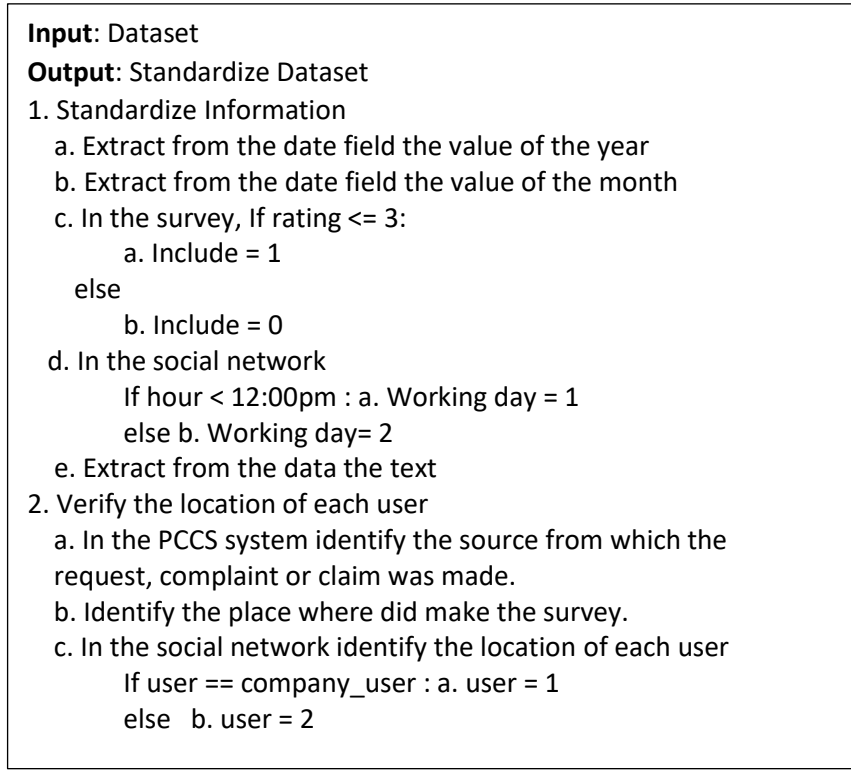 Input: Dataset
Output: Standardize Dataset
1. Standardize Information
a. Extract from the date field the value of the year
b. Extract from the date field the value of the month
c. In the survey, If rating <= 3:
a. Include = 1
else
b. Include = 0
d. In the social network
If hour < 12:00pm : a. Working day = 1
else b. Working day= 2
e. Extract from the data the text
2. Verify the location of each user
a. In the PCCS system identify the source from which the
request, complaint or claim was made.
b. Identify the place where did make the survey.
c. In the social network identify the location of each user
If user == company_user : a. user = 1
else b. user = 2